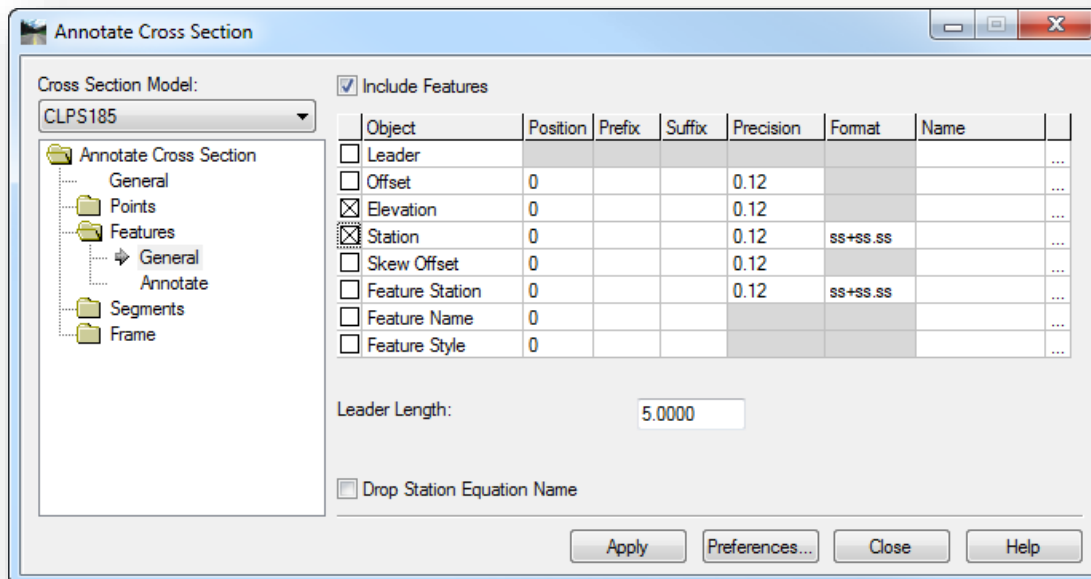 Annotate Cross Section
Cross Section Model:
CLPS185
Annotate Cross Section
General
Points
Features
General
Annotate
Segments
Frame
Include Features
Object Position Prefix Suffix Precision Format Name
Leader ...
Offset 0 0.12 ...
Elevation 0 0.12 ...
Station 0 0.12 ss+ss.ss ...
Skew Offset 0 0.12 ...
Feature Station 0 0.12 ss+ss.ss ...
Feature Name 0 ...
Feature Style 0 ...
Leader Length: 5.0000
Drop Station Equation Name
Apply Preferences... Close Help